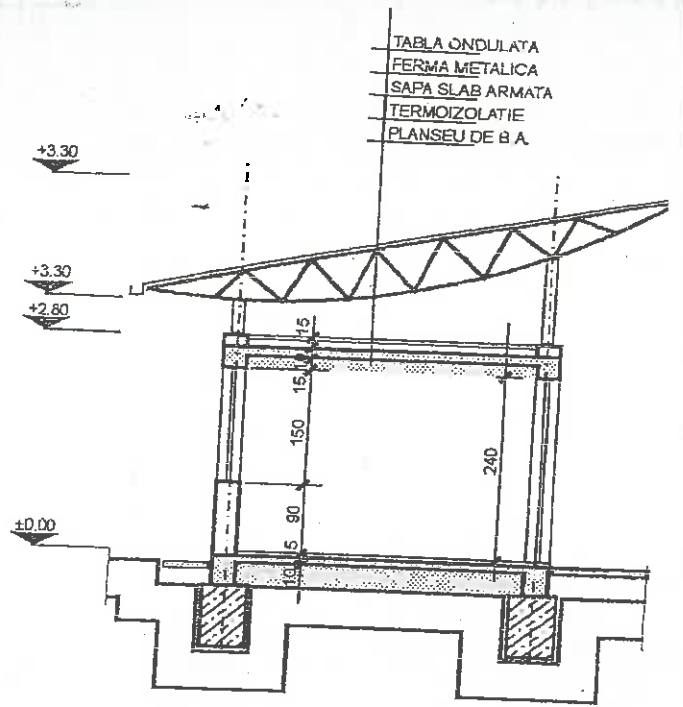 TABLA ONDULATA
FERMA METALICA
SAPA SLAB ARMATA
TERMOIZOLATIE
PLANSEU DE B A.
+3.30
+3.30
+2.80
15
15
150
240
90
±0.00
5
10